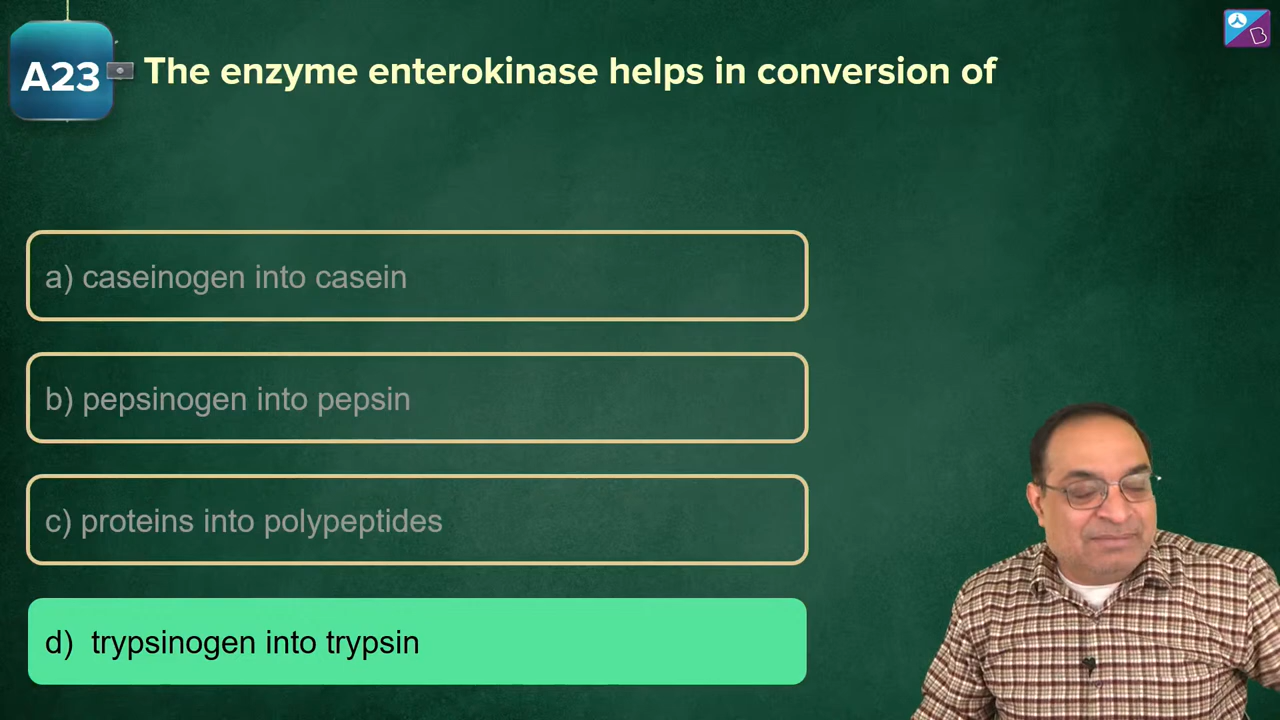 A23
The enzyme enterokinase helps in conversion of
a) caseinogen into casein
b) pepsinogen into pepsin
c) proteins into polypeptides
d) trypsinogen into trypsin